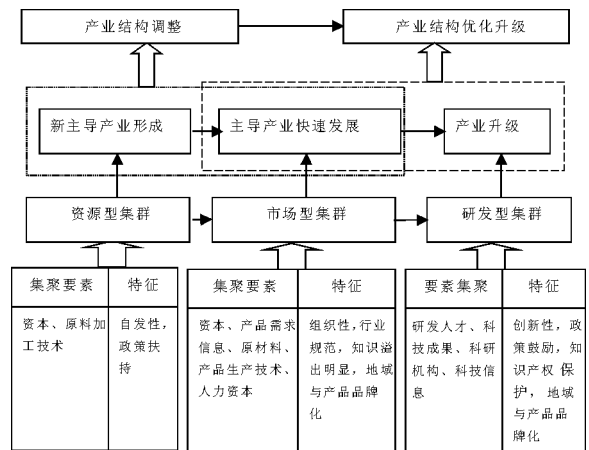 产业结构调整
产业结构优化升级
新主导产业形成
主导产业快速发展
产业升级
资源型集群
市场型集群
研发型集群
集聚要素
特征
资本、原料加
工技术
自发性，
政策扶
持
集聚要素
特征
资本、产品需求
信息、原材料、
产品生产技术、
人力资本
组织性，行业
规范，知识溢
出明显，地域
与产品品牌
化
要素集聚
特征
研发人才、科
技成果、科研
机构、科技信
息
创新性，政
策鼓励，知
识产权保
护，地域
与产品品
牌化